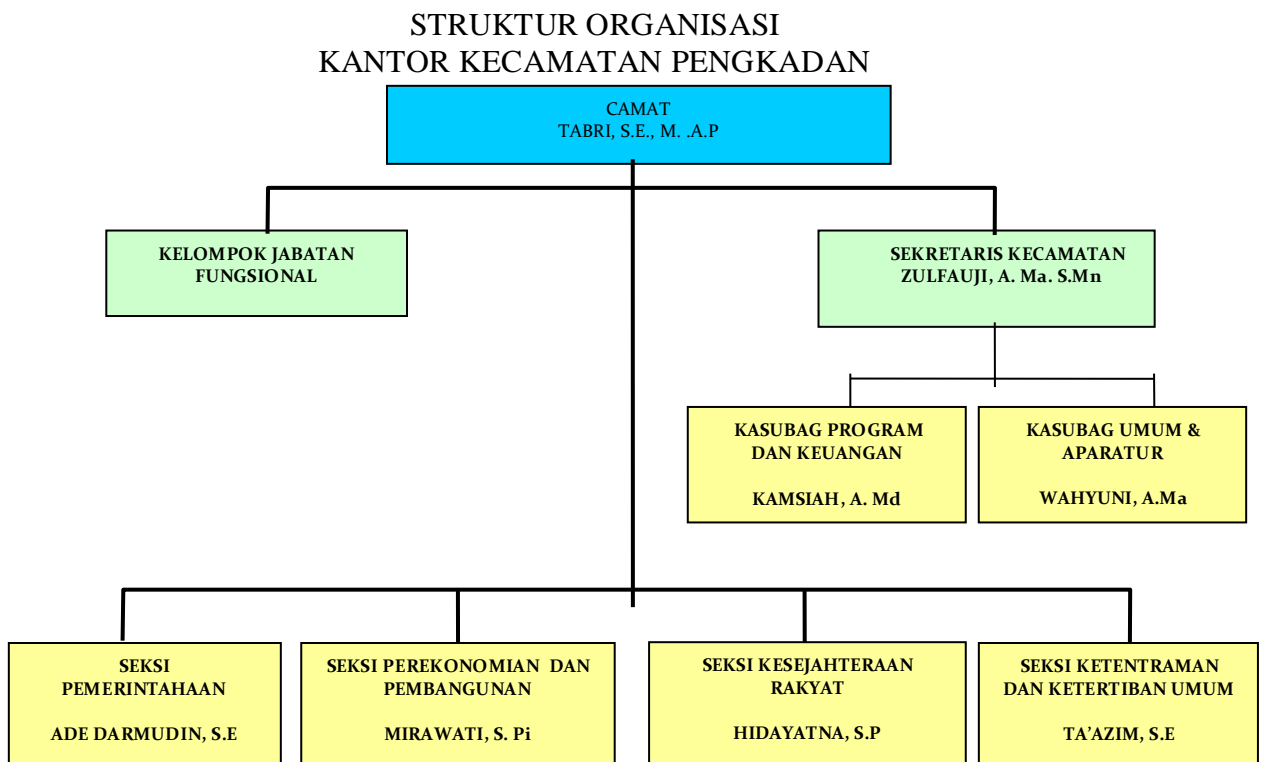 STRUKTUR ORGANISASI
KANTOR KECAMATAN PENGKADAN
CAMAT
TABRI, S.E., M. .A.P
KELOMPOK JABATAN
FUNGSIONAL
SEKRETARIS KECAMATAN
ZULFAUJI, A. Ma. S.Mn
KASUBAG PROGRAM
DAN KEUANGAN
KAMSIAH, A. Md
KASUBAG UMUM &
APARATUR
WAHYUNI, A.Ma
SEKSI
PEMERINTAHAAN
ADE DARMUDIN, S.E
SEKSI PEREKONOMIAN DAN
PEMBANGUNAN
MIRAWATI, S. Pi
SEKSI KESEJAHTERAAN
RAKYAT
HIDAYATNA, S.P
SEKSI KETENTRAMAN
DAN KETERTIBAN UMUM
TA’AZIM, S.E